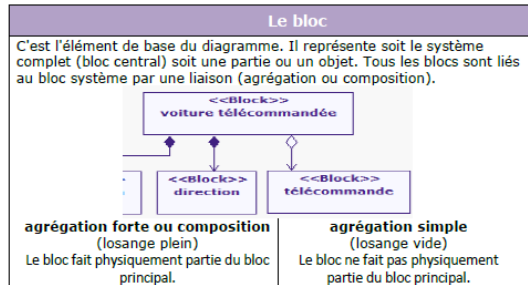 Le bloc
C'est l'élément de base du diagramme. Il représente soit le système
complet (bloc central) soit une partie ou un objet. Tous les blocs sont liés
au bloc système par une liaison (agrégation ou composition).
<<Block>>
voiture télécommandée
<<Block>>
direction
<<Block>>
télécommande
agrégation forte ou composition
(losange plein)
Le bloc fait physiquement partie du bloc
principal.
agrégation simple
(losange vide)
Le bloc ne fait pas physiquement
partie du bloc principal.